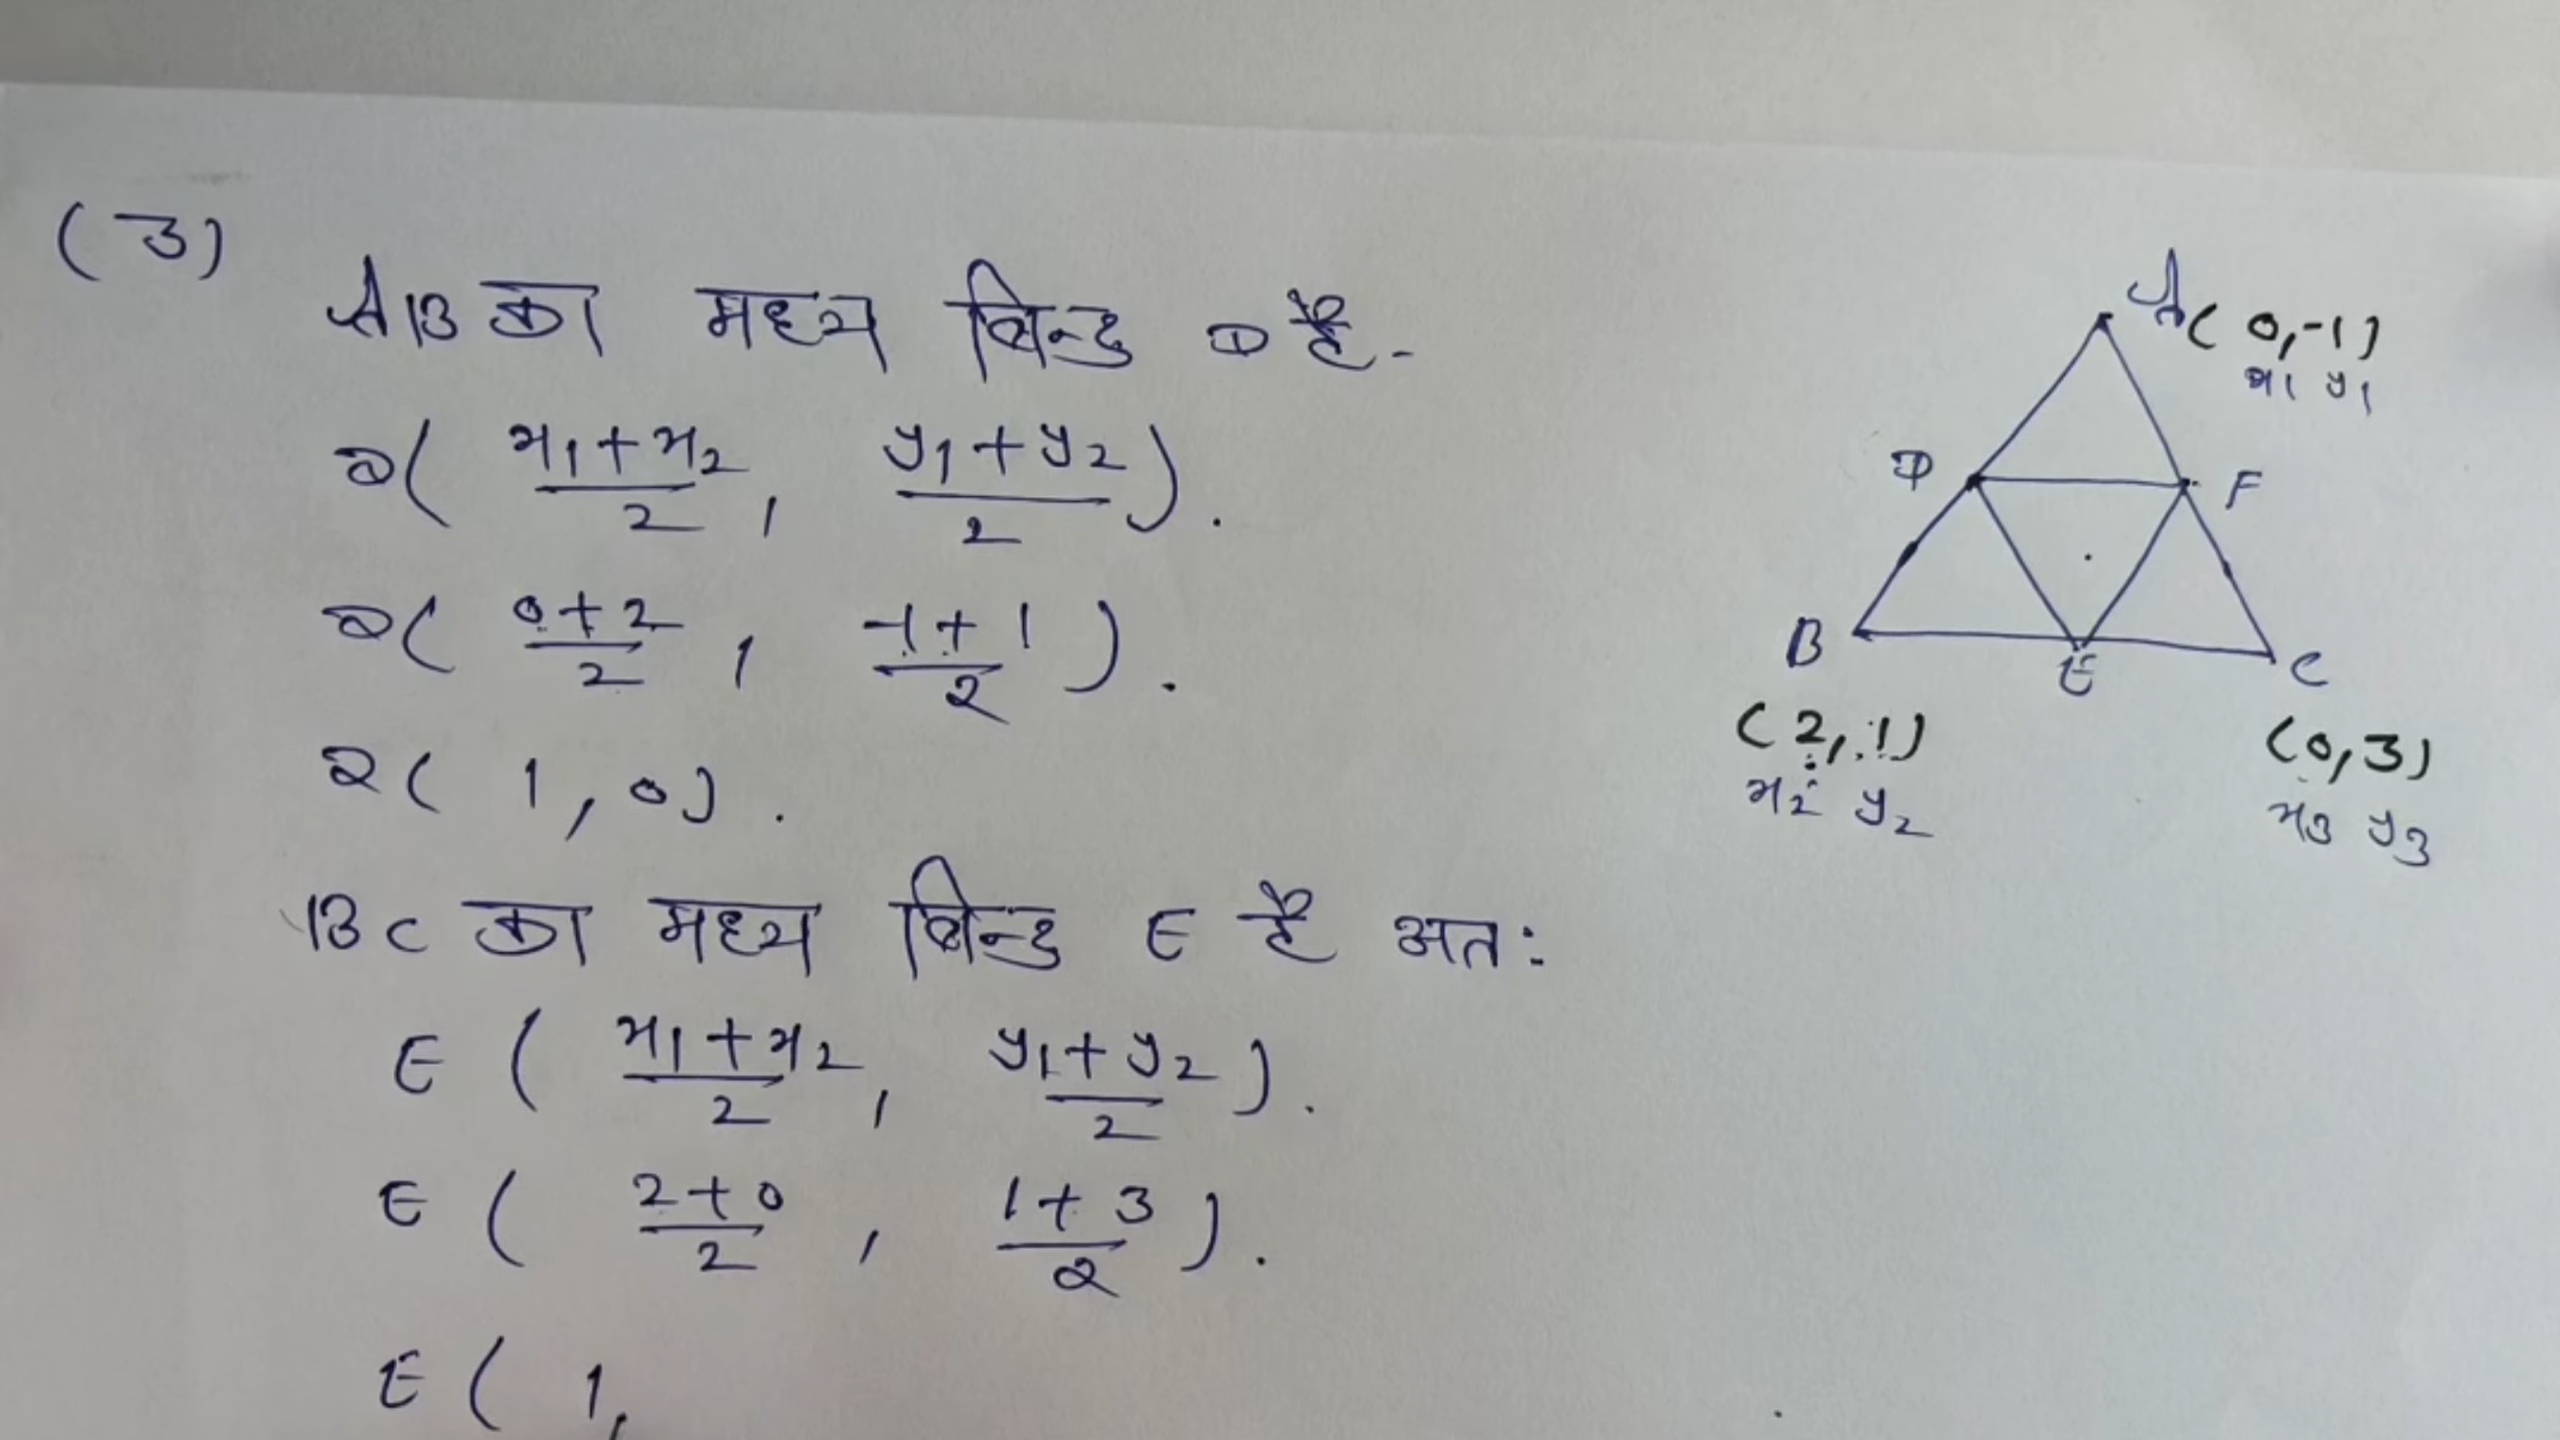 (3)
AB का मध्य बिन्दु D है-
D( x1+x2/2, y1+y2/2 ).
D( 0+2/2, -1+1/2 ).
D( 1, 0).
BC का मध्य बिन्दु E है अतः
E ( x1+x2/2, y1+y2/2 ).
E ( 2+0/2, 1+3/2 ).
E ( 1,
A( 0,-1)
x1 y1
D F
B E C
(2,1) (0,3)
x2 y2 x3 y3